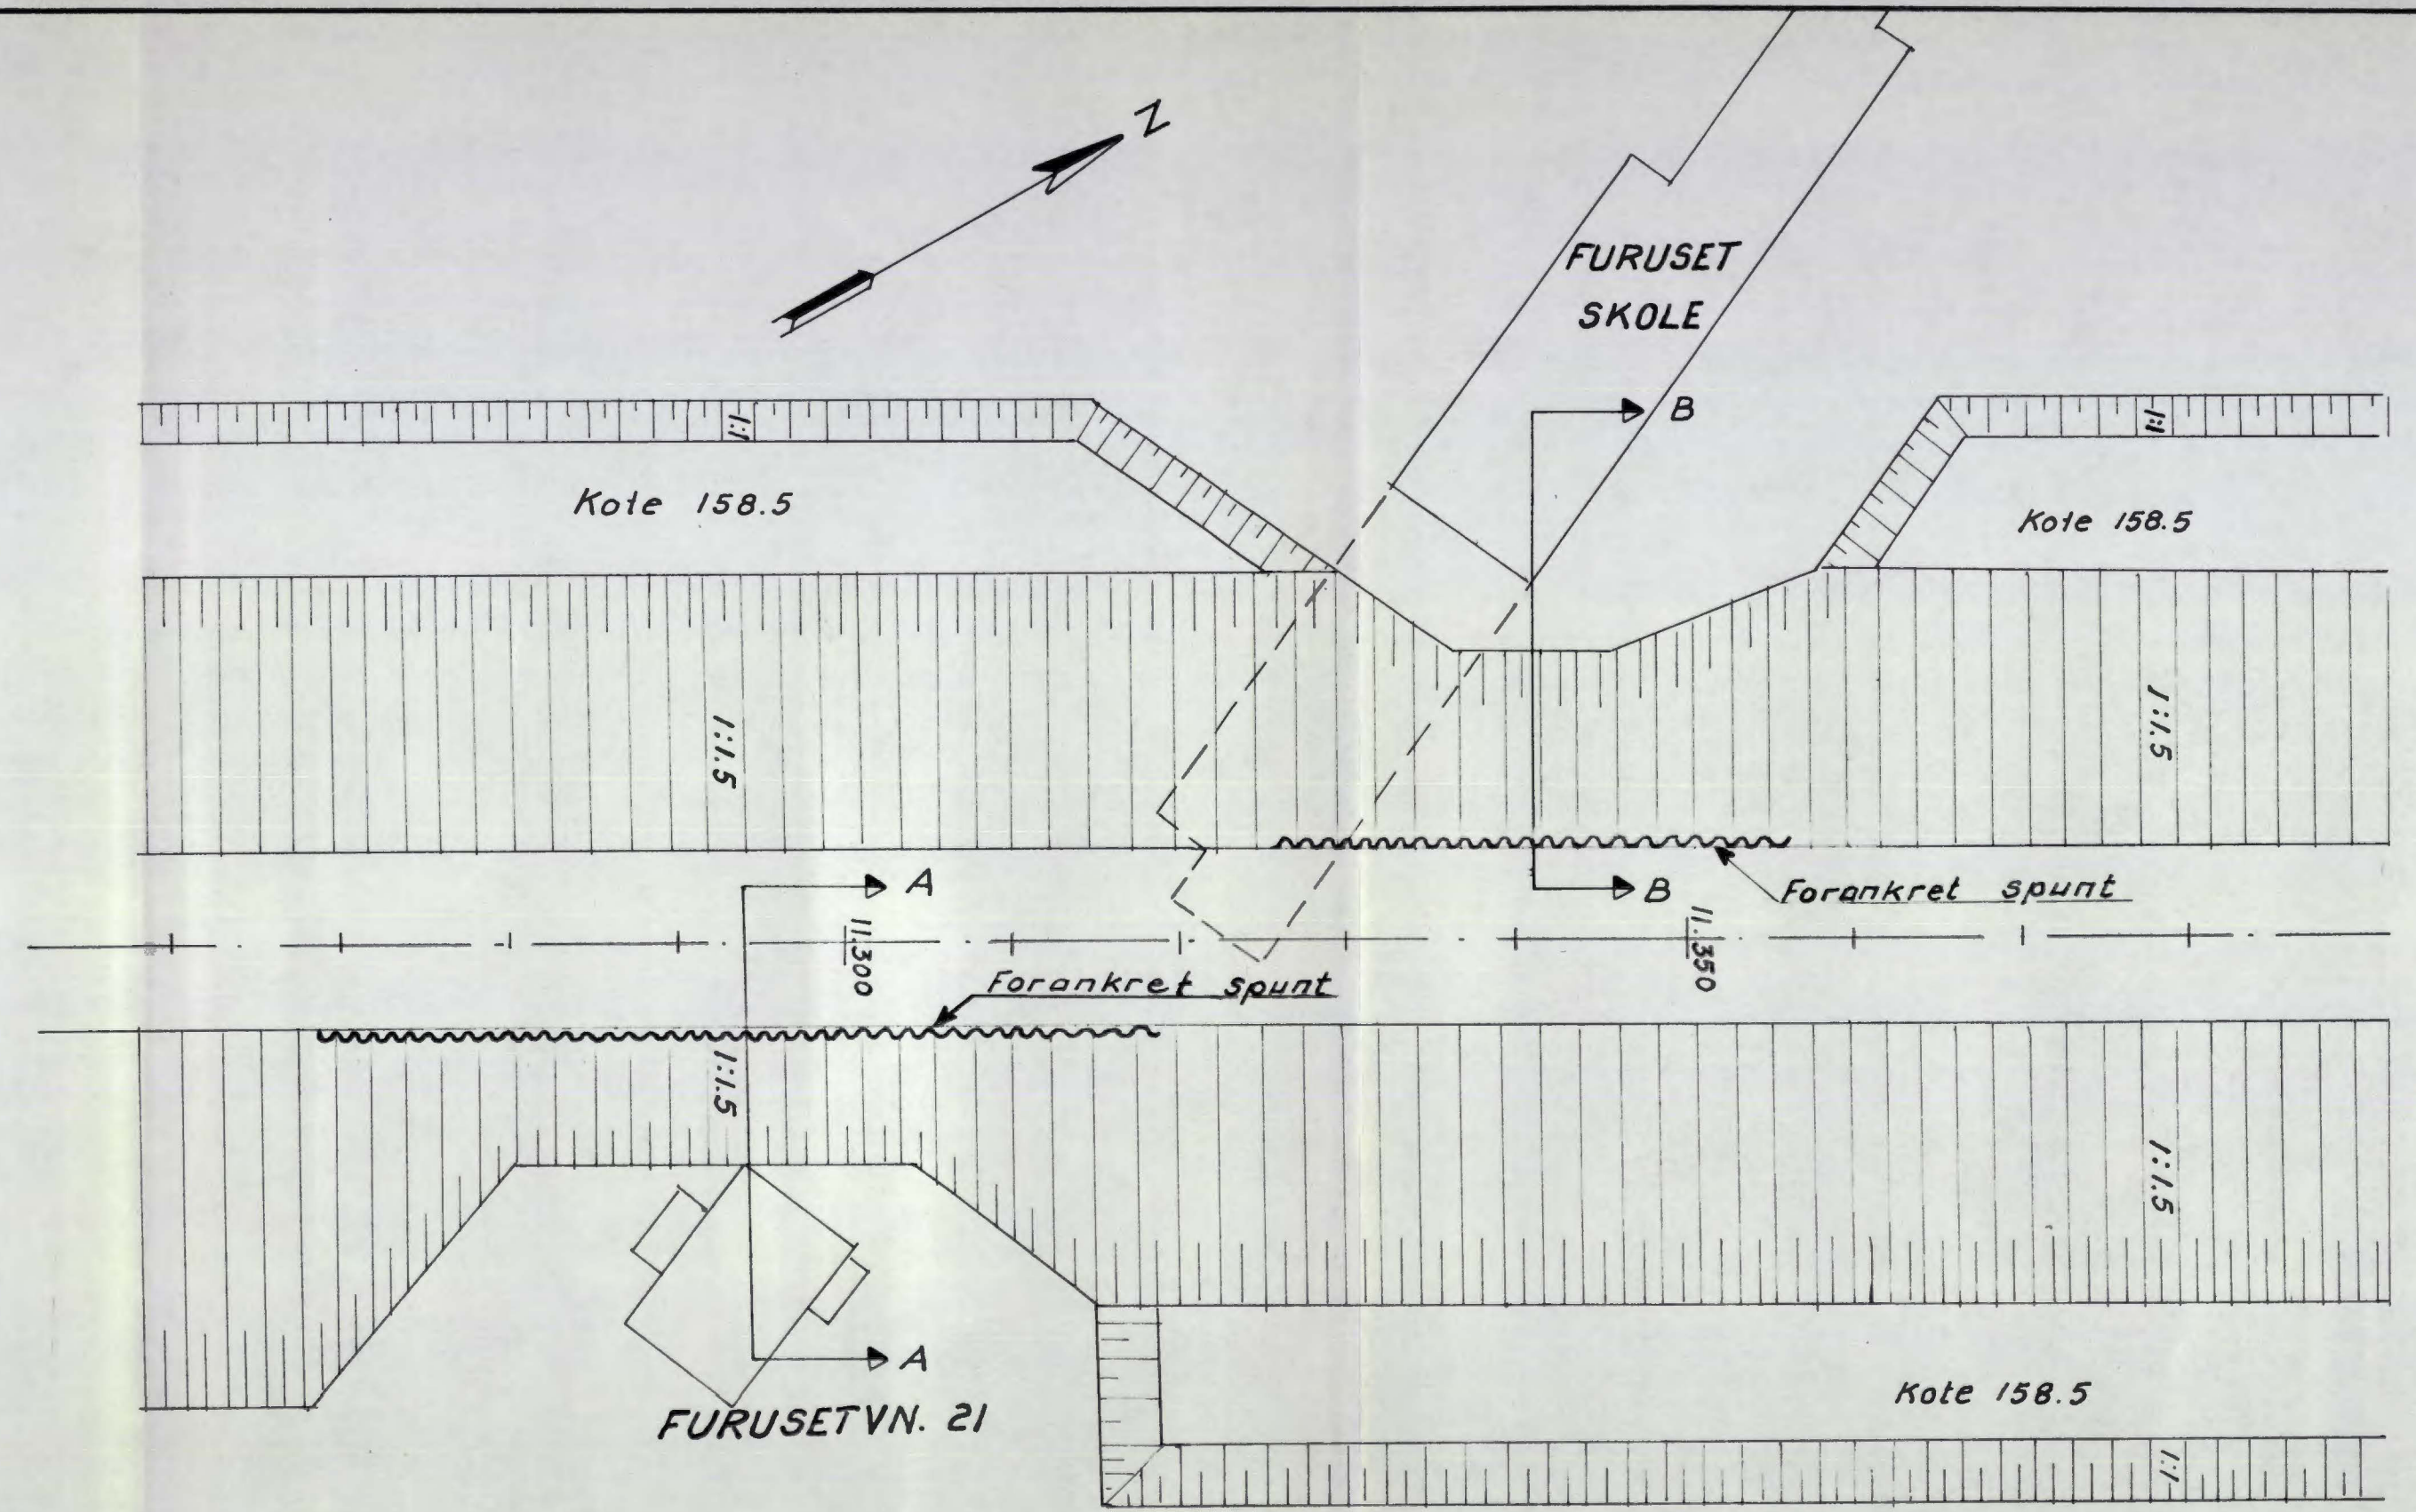 N
FURUSET
SKOLE
1:1
B
1:1
Kote 158.5
Kote 158.5
1:1.5
1:1.5
A
B
Forankret spunt
11.300
11.350
Forankret spunt
1:1.5
1:1.5
A
Kote 158.5
FURUSETVN. 21
1:1